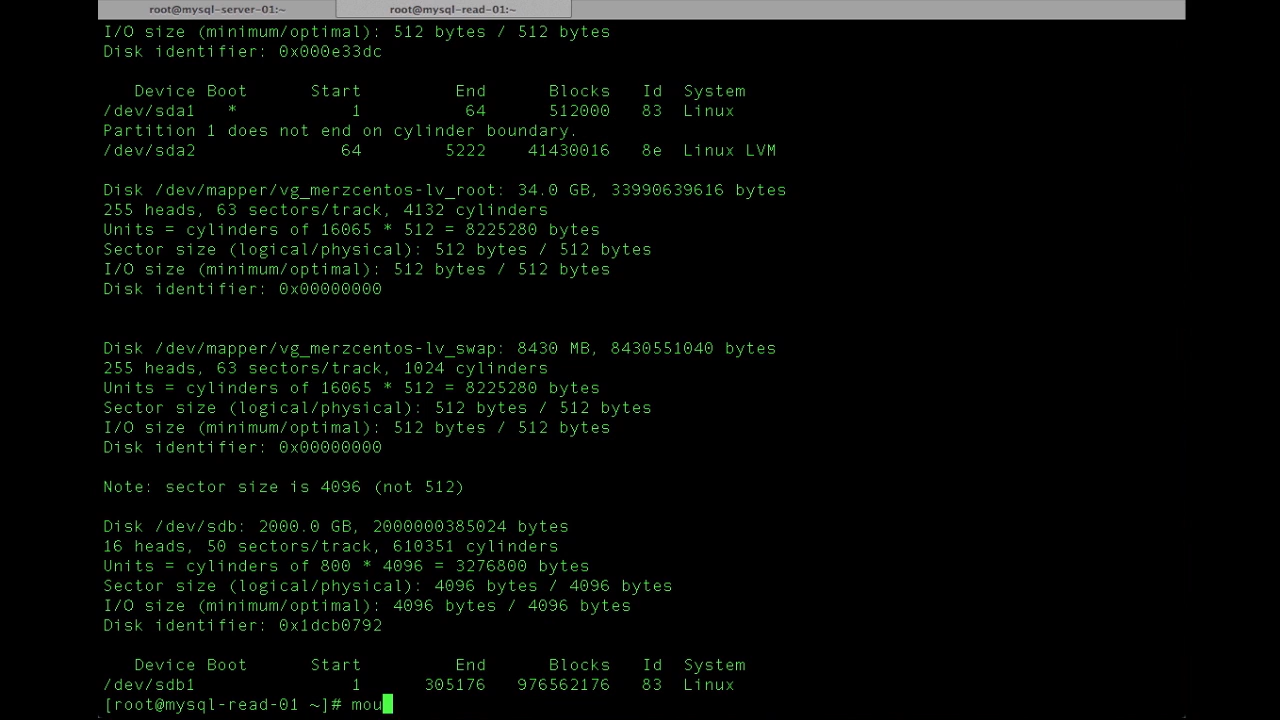 root@mysql-server-01:~ root@mysql-read-01:~
I/O size (minimum/optimal): 512 bytes / 512 bytes
Disk identifier: 0x000e33dc
Device Boot Start End Blocks Id System
/dev/sda1 * 1 64 512000 83 Linux
Partition 1 does not end on cylinder boundary.
/dev/sda2 64 5222 41430016 8e Linux LVM
Disk /dev/mapper/vg_merzcentos-lv_root: 34.0 GB, 33990639616 bytes
255 heads, 63 sectors/track, 4132 cylinders
Units = cylinders of 16065 * 512 = 8225280 bytes
Sector size (logical/physical): 512 bytes / 512 bytes
I/O size (minimum/optimal): 512 bytes / 512 bytes
Disk identifier: 0x00000000
Disk /dev/mapper/vg_merzcentos-lv_swap: 8430 MB, 8430551040 bytes
255 heads, 63 sectors/track, 1024 cylinders
Units = cylinders of 16065 * 512 = 8225280 bytes
Sector size (logical/physical): 512 bytes / 512 bytes
I/O size (minimum/optimal): 512 bytes / 512 bytes
Disk identifier: 0x00000000
Note: sector size is 4096 (not 512)
Disk /dev/sdb: 2000.0 GB, 2000000385024 bytes
16 heads, 50 sectors/track, 610351 cylinders
Units = cylinders of 800 * 4096 = 3276800 bytes
Sector size (logical/physical): 4096 bytes / 4096 bytes
I/O size (minimum/optimal): 4096 bytes / 4096 bytes
Disk identifier: 0x1dcb0792
Device Boot Start End Blocks Id System
/dev/sdb1 1 305176 976562176 83 Linux
[root@mysql-read-01 ~]# mou